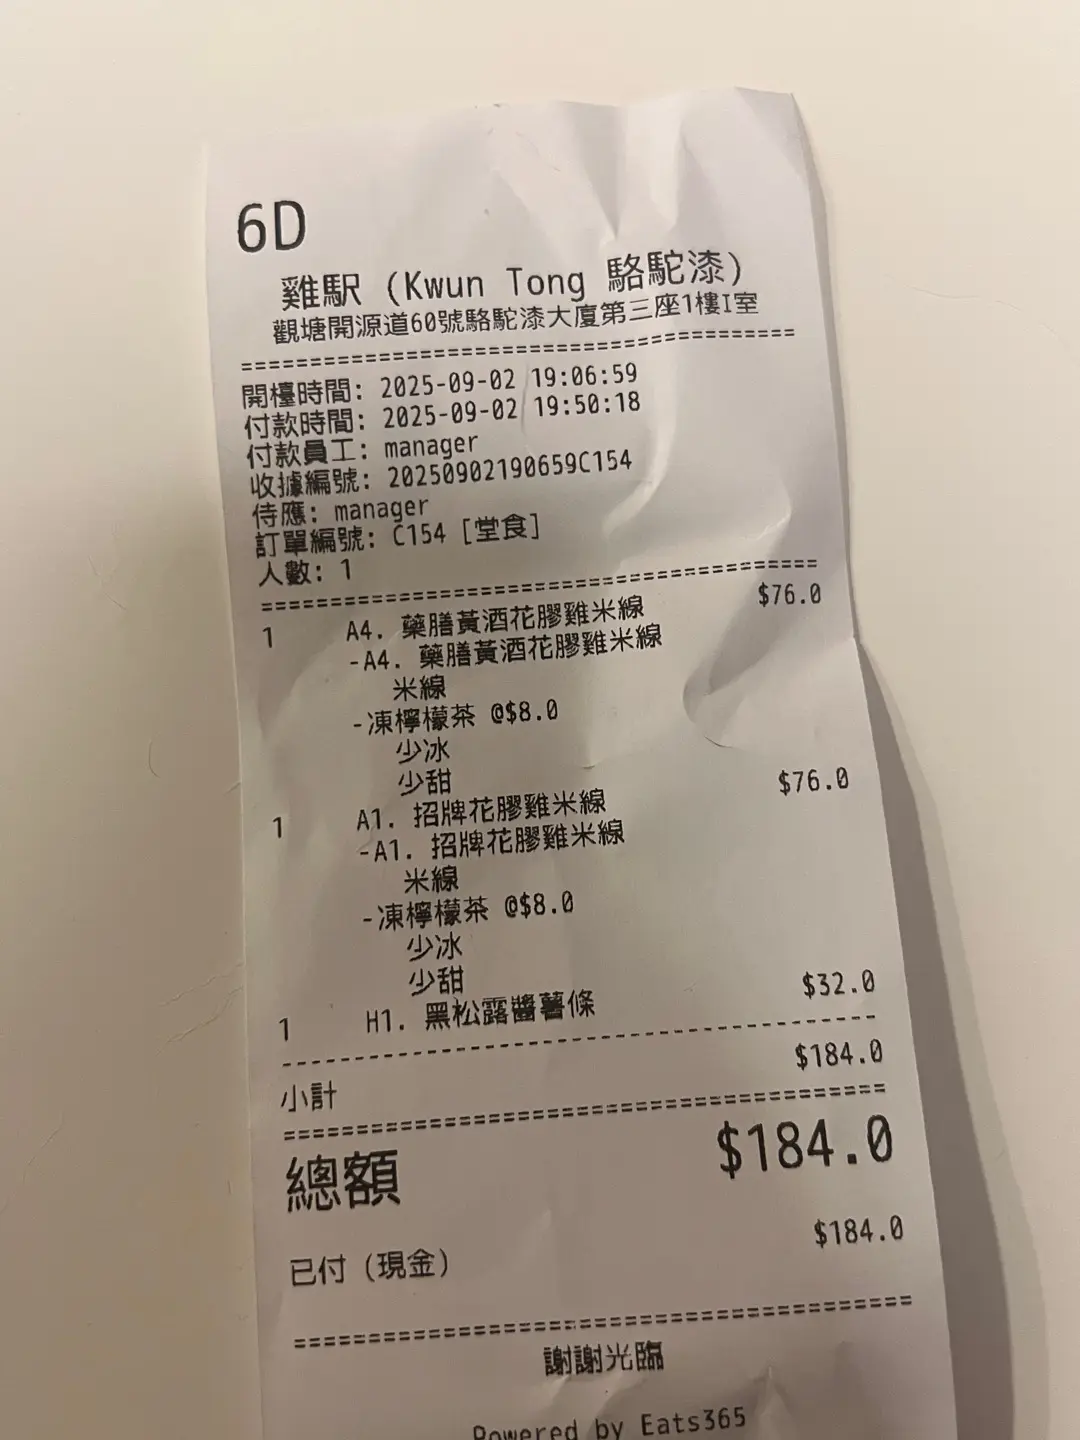 6D
雞駅 (Kwun Tong 駱駝漆)
觀塘開源道60號駱駝漆大廈第三座1樓I室
========================================
開檯時間: 2025-09-02 19:06:59
付款時間: 2025-09-02 19:50:18
付款員工: manager
收據編號: 20250902190659C154
侍應: manager
訂單編號: C154 [堂食]
人數: 1
========================================
1 A4. 藥膳黃酒花膠雞米線 $76.0
-A4. 藥膳黃酒花膠雞米線
米線
-凍檸檬茶 @$8.0
少冰
少甜
1 A1. 招牌花膠雞米線 $76.0
-A1. 招牌花膠雞米線
米線
-凍檸檬茶 @$8.0
少冰
少甜
1 H1. 黑松露醬薯條 $32.0
----------------------------------------
小計 $184.0
========================================
總額 $184.0
已付 (現金) $184.0
========================================
謝謝光臨
Powered by Eats365